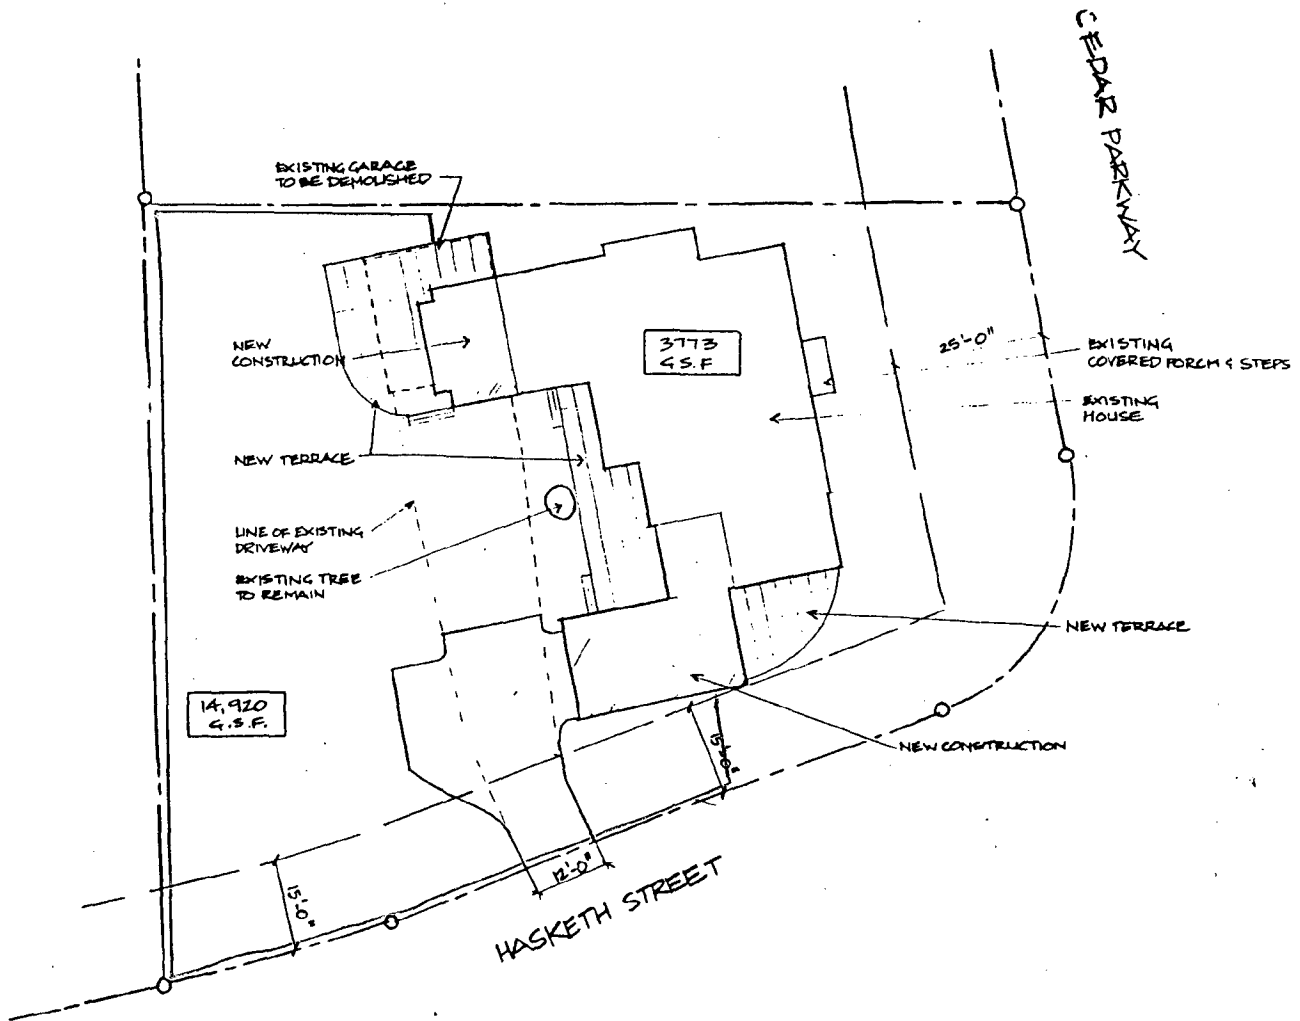 CEDAR PARKWAY
EXISTING GARAGE
TO BE DEMOLISHED
NEW
CONSTRUCTION
3773
G.S.F
25'-0"
EXISTING
COVERED PORCH & STEPS
EXISTING
HOUSE
NEW TERRACE
LINE OF EXISTING
DRIVEWAY
EXISTING TREE
TO REMAIN
NEW TERRACE
14,920
G.S.F.
15'-0"
NEW CONSTRUCTION
12'-0"
15'-0"
HASKETH STREET